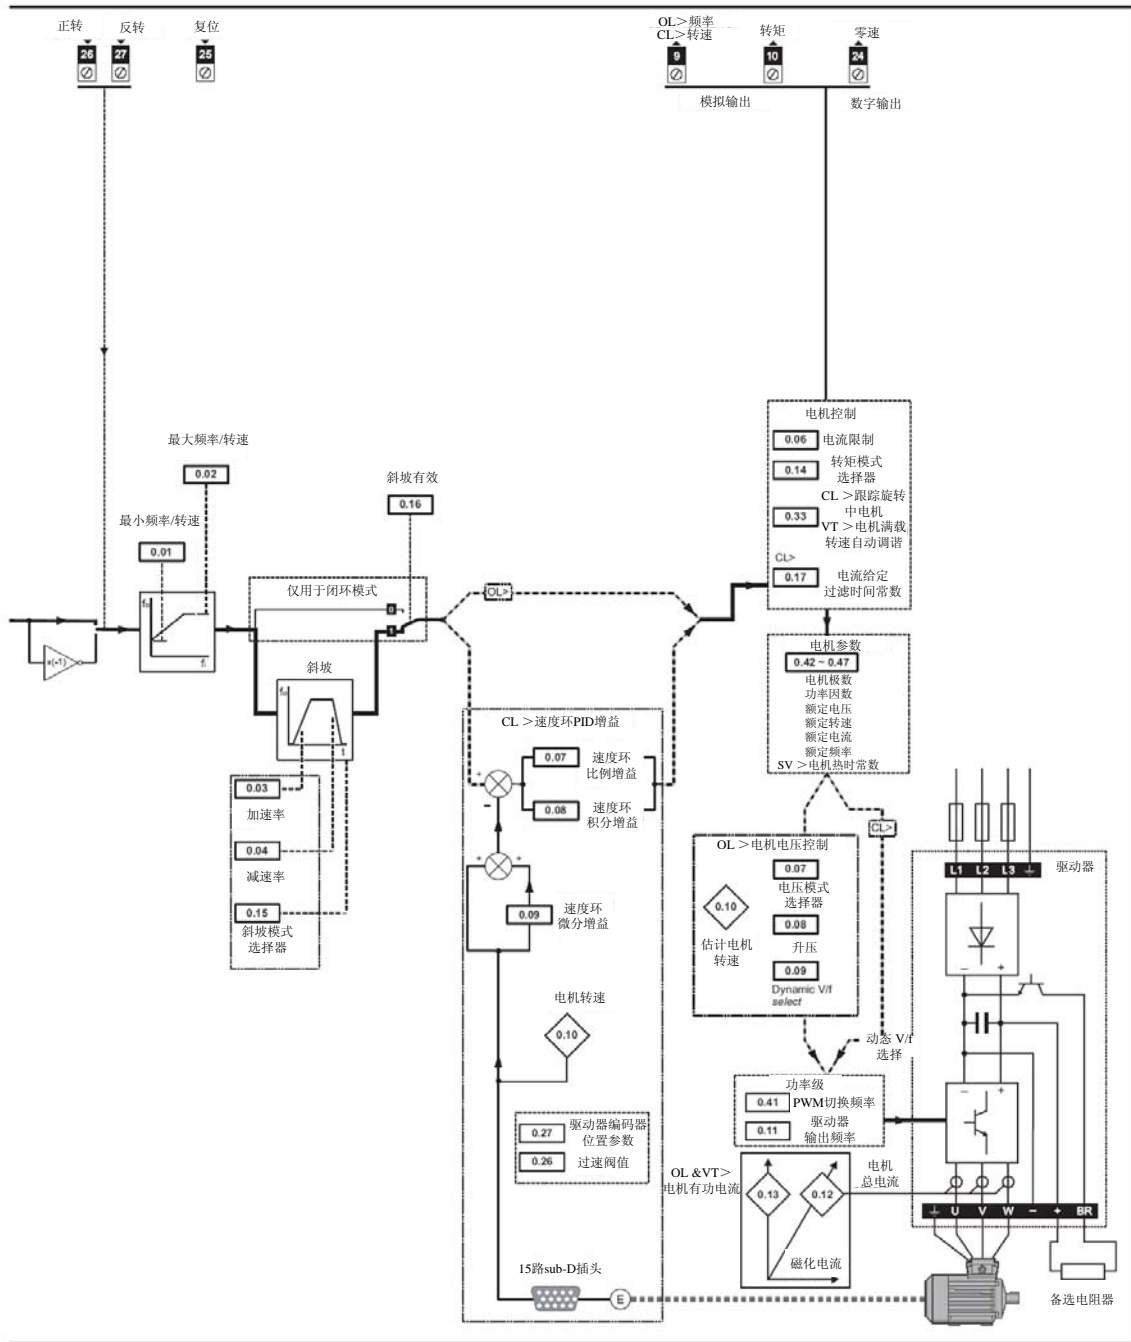 正转
反转
复位
26
27
25
OL＞频率
CL＞转速
转矩
零速
9
10
24
模拟输出
数字输出
最大频率/转速
0.02
最小频率/转速
0.01
x(-1)
斜坡有效
0.16
仅用于闭环模式
斜坡
t
0.03
加速率
0.04
减速率
0.15
斜坡模式
选择器
OL>
电机控制
0.06 电流限制
0.14 转矩模式
选择器
CL＞跟踪旋转
中电机
0.33
VT＞电机满载
转速自动调谐
CL>
0.17 电流给定
过滤时间常数
电机参数
0.42 ~ 0.47
电机极数
功率因数
额定电压
额定转速
额定电流
额定频率
SV＞电机热时常数
CL＞速度环PID增益
+
−
0.07 速度环
比例增益
0.08 速度环
积分增益
+ +
0.09 速度环
微分增益
电机转速
0.10
0.27 驱动器编码器
位置参数
0.26 过速阀值
15路sub-D插头
E
CL>
OL＞电机电压控制
0.07
电压模式
选择器
0.10
估计电机
转速
0.08
升压
0.09
Dynamic V/f
select
动态 V/f
选择
功率级
0.41 PWM切换频率
0.11 驱动器
输出频率
OL &VT＞
电机有功电流
0.13
0.12
磁化电流
电机
总电流
L1 L2 L3
驱动器
− +
− +
U V W − + BR
备选电阻器